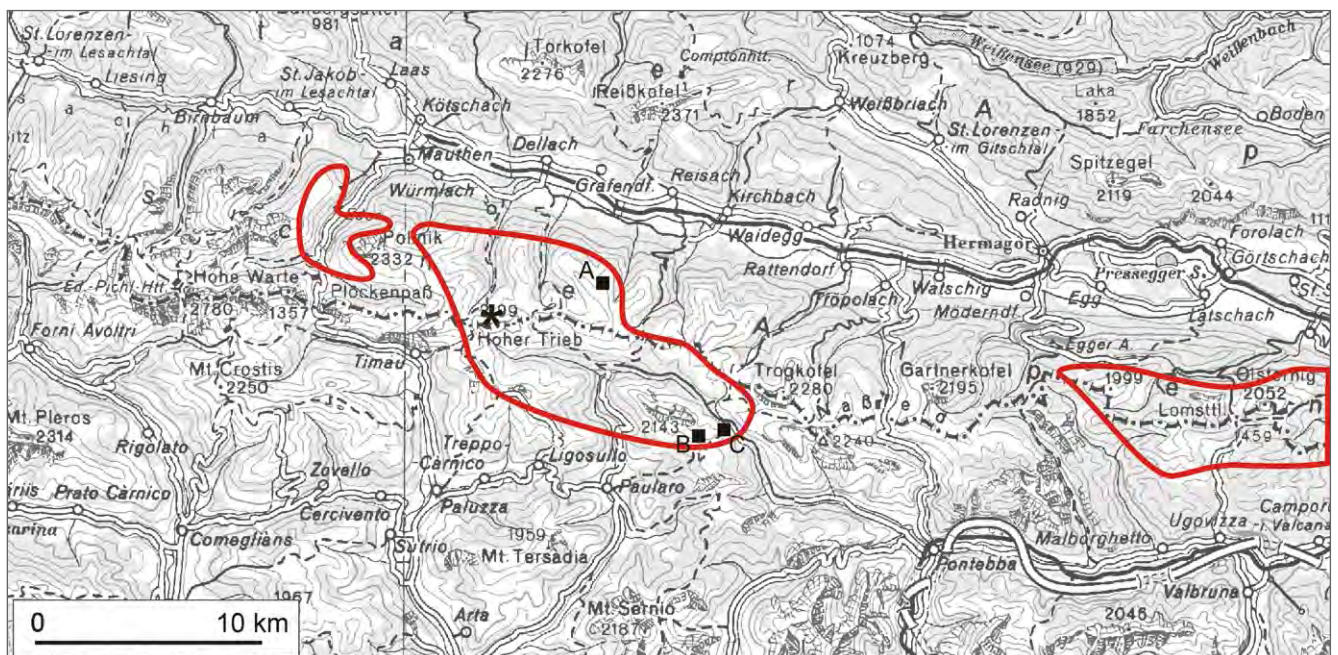 981
St.Lorenzen-
im Lesachtal
Liesing
St. Jakob
im Lesachtal
Birnbaum
Laas
Kötschach
Mauthen
Würmlach
Dellach
Torkofel
2276
Reißkofel
2371
Comptonhtt.
1074
Kreuzberg
Weißensee (929)
Weißenbach
Laka
1852
Farchensee
Boden
Weißbriach
St.Lorenzen-
im Gitschtal
Spitzegel
2119
2044
Radnig
Grafendf.
Reisach
Kirchbach
Waidegg
Hermagor
Forolach
Görtschach
Rattendorf
Tröpolach
Watschig
Möderndf.
Pressegger S.
Egg
Latschach
Egger A.
Polinik
2332
Hohe Warte
2780
Ed.-Pichl-Htt.
1357
Plöckenpaß
Forni Avoltri
Timau
Hoher Trieb
A
Mt. Crostis
2250
Mt. Pleros
2314
Rigolato
Trogkofel
2280
Gartnerkofel
2195
Naßfeld
2240
1999
Oisternig
2052
Lomsttl.
1459
2143
B
C
Treppo-
Carnico
Ligosullo
Paularo
Zovello
Cercivento
Paluzza
Prato Carnico
Comeglians
Sutrio
1959
Mt. Tersadia
Arta
Mt. Sernio
2187
Pontebba
Malborghetto
Ugovizza
Valbruna
2046
1967
0
10 km